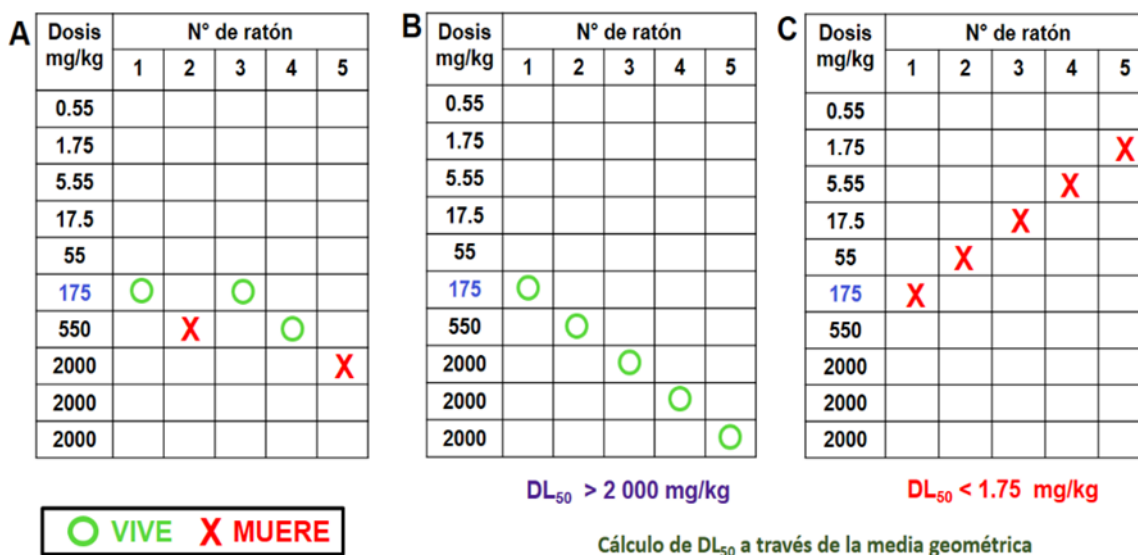 A
Dosis mg/kg N° de ratón
1 2 3 4 5
0.55
1.75
5.55
17.5
55
175
550 X
2000 X
2000
2000
B
Dosis mg/kg N° de ratón
1 2 3 4 5
0.55
1.75
5.55
17.5
55
175
550
2000
2000
2000
DL50 > 2 000 mg/kg
C
Dosis mg/kg N° de ratón
1 2 3 4 5
0.55
1.75 X
5.55 X
17.5 X
55 X
175 X
550
2000
2000
2000
DL50 < 1.75 mg/kg
VIVE X MUERE
Cálculo de DL50 a través de la media geométrica